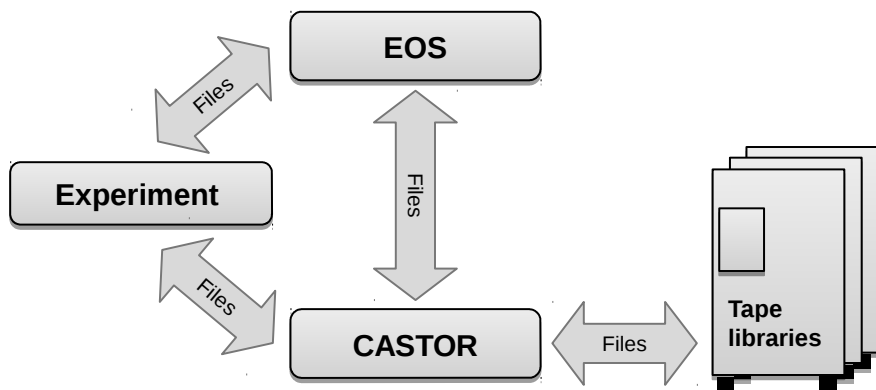 EOS
Files
Experiment
Files
Files
CASTOR
Files
Tape
libraries